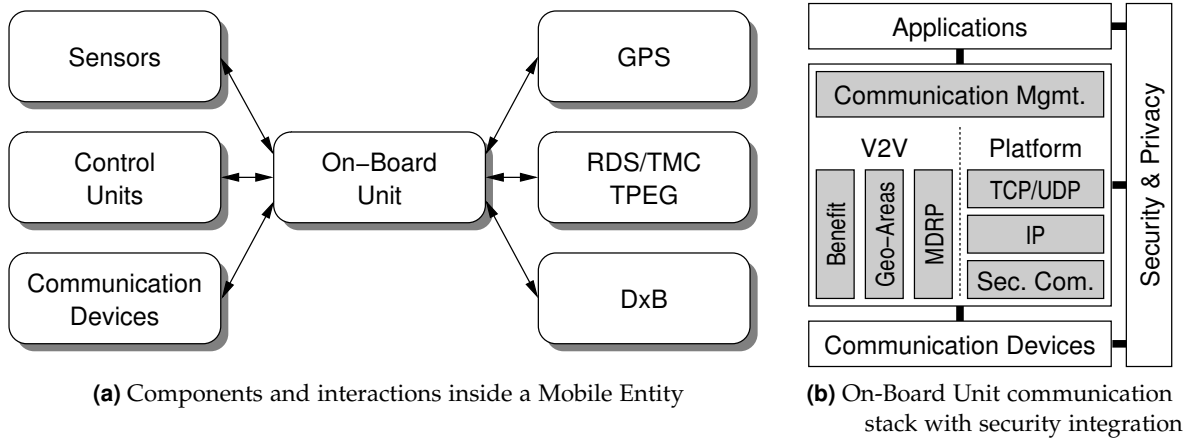 Sensors
Control
Units
Communication
Devices
On–Board
Unit
GPS
RDS/TMC
TPEG
DxB
(a) Components and interactions inside a Mobile Entity
Applications
Communication Mgmt.
V2V
Benefit
Geo–Areas
MDRP
Platform
TCP/UDP
IP
Sec. Com.
Communication Devices
Security & Privacy
(b) On-Board Unit communication
stack with security integration